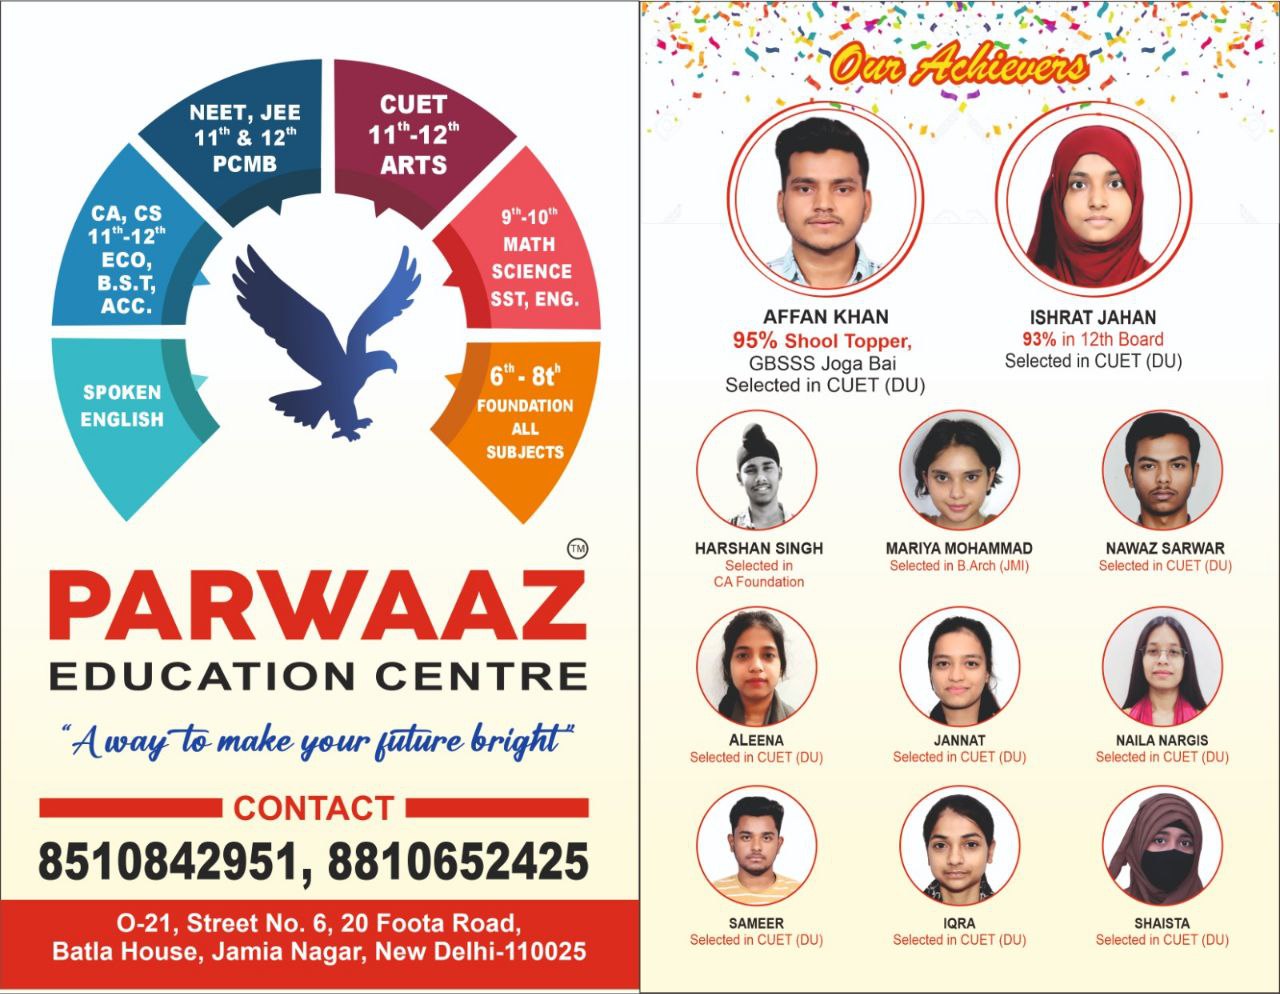 NEET, JEE
11th & 12th
PCMB
CUET
11th-12th
ARTS
CA, CS
11th-12th
ECO,
B.S.T,
ACC.
9th-10th
MATH
SCIENCE
SST, ENG.
SPOKEN
ENGLISH
6th - 8th
FOUNDATION
ALL
SUBJECTS
TM
PARWAAZ
EDUCATION CENTRE
"A way to make your future bright"
CONTACT
8510842951, 8810652425
O-21, Street No. 6, 20 Foota Road,
Batla House, Jamia Nagar, New Delhi-110025
Our Achievers
AFFAN KHAN
95% Shool Topper,
GBSSS Joga Bai
Selected in CUET (DU)
ISHRAT JAHAN
93% in 12th Board
Selected in CUET (DU)
HARSHAN SINGH
Selected in
CA Foundation
MARIYA MOHAMMAD
Selected in B.Arch (JMI)
NAWAZ SARWAR
Selected in CUET (DU)
ALEENA
Selected in CUET (DU)
JANNAT
Selected in CUET (DU)
NAILA NARGIS
Selected in CUET (DU)
SAMEER
Selected in CUET (DU)
IQRA
Selected in CUET (DU)
SHAISTA
Selected in CUET (DU)